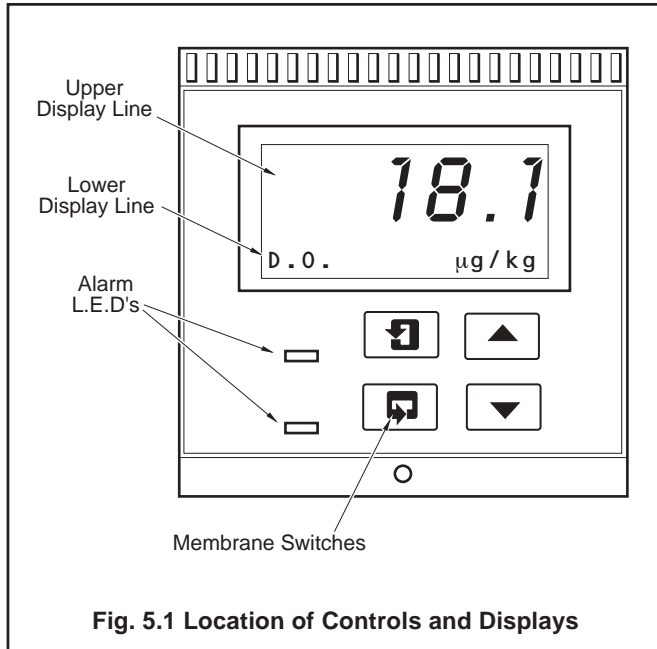 Upper
Display Line
18.1
Lower
Display Line
D.O. µg/kg
Alarm
L.E.D's
Membrane Switches
Fig. 5.1 Location of Controls and Displays